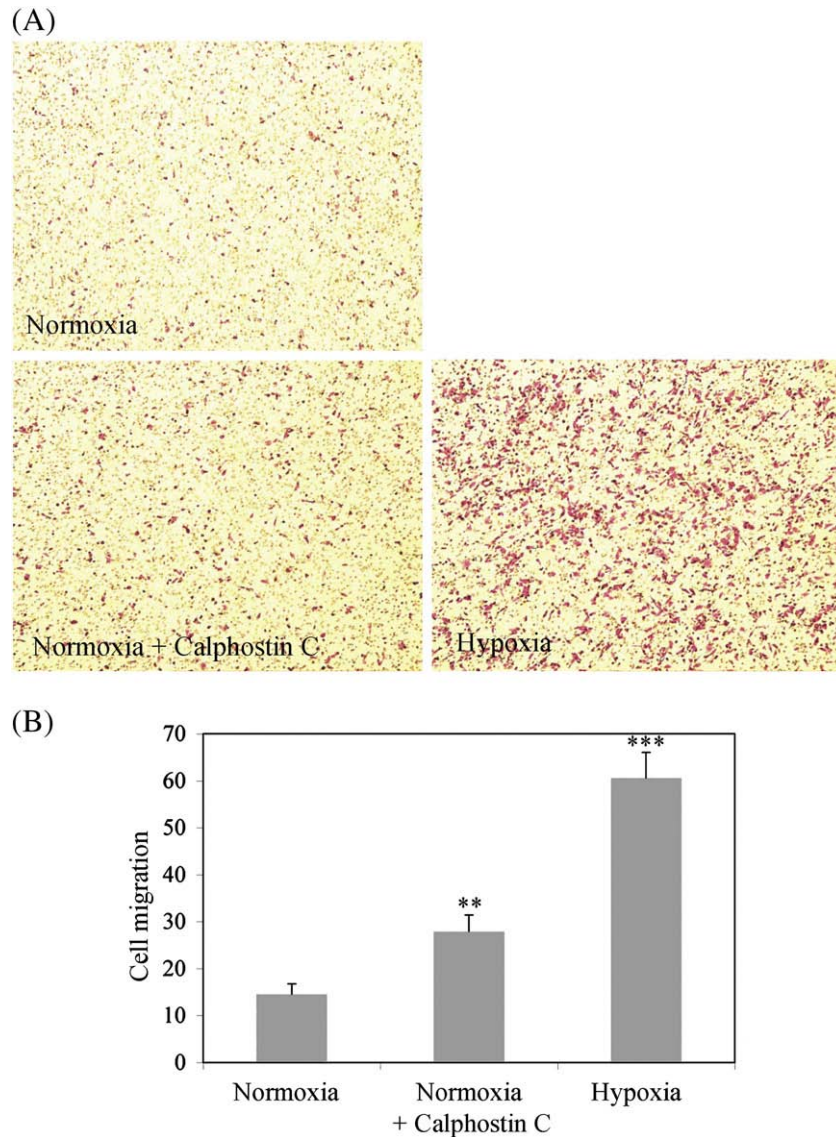 (A)
Normoxia
Normoxia + Calphostin C
Hypoxia
(B)
70
60
50
40
30
20
10
0
Cell migration
**
***
Normoxia
Normoxia
+ Calphostin C
Hypoxia